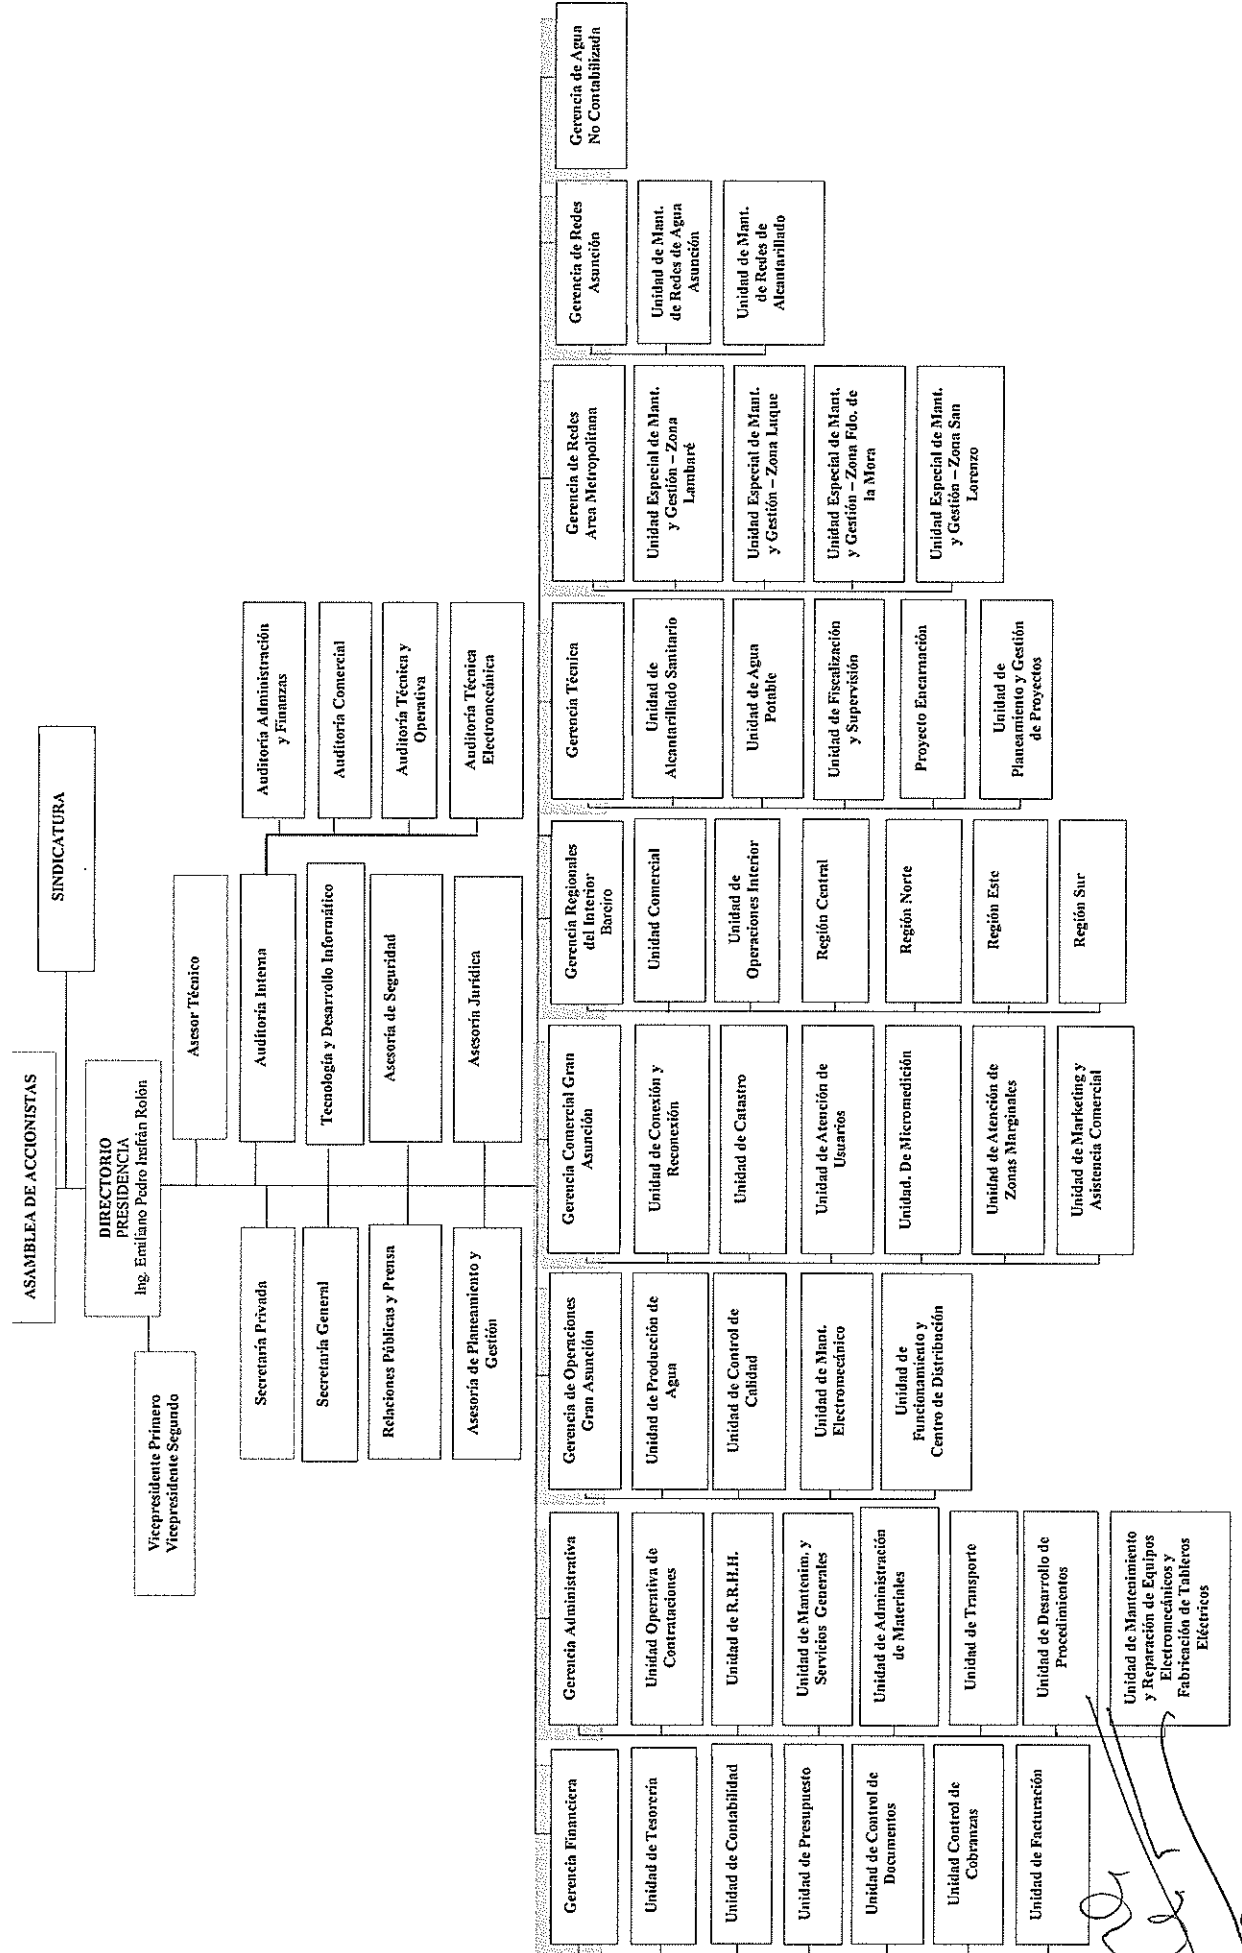 ASAMBLEA DE ACCIONISTAS
SINDICATURA
DIRECTORIO
PRESIDENCIA
Ing. Emiliano Pedro Insfrán Rolón
Vicepresidente Primero
Vicepresidente Segundo
Asesor Técnico
Secretaría Privada
Auditoría Interna
Auditoría Administración
y Finanzas
Secretaría General
Tecnología y Desarrollo Informático
Auditoría Comercial
Relaciones Públicas y Prensa
Asesoría de Seguridad
Auditoría Técnica y
Operativa
Asesoría de Planeamiento y
Gestión
Asesoría Jurídica
Auditoría Técnica
Electromecánica
Gerencia Financiera
Unidad de Tesorería
Unidad de Contabilidad
Unidad de Presupuesto
Unidad de Control de
Documentos
Unidad Control de
Cobranzas
Unidad de Facturación
Gerencia Administrativa
Unidad Operativa de
Contrataciones
Unidad de R.R.H.H.
Unidad de Mantenim. y
Servicios Generales
Unidad de Administración
de Materiales
Unidad de Transporte
Unidad de Desarrollo de
Procedimientos
Unidad de Mantenimiento
y Reparación de Equipos
Electromecánicos y
Fabricación de Tableros
Eléctricos
Gerencia de Operaciones
Gran Asunción
Unidad de Producción de
Agua
Unidad de Control de
Calidad
Unidad de Mant.
Electromecánico
Unidad de
Funcionamiento y
Centro de Distribución
Gerencia Comercial Gran
Asunción
Unidad de Conexión y
Reconexión
Unidad de Catastro
Unidad de Atención de
Usuarios
Unidad. De Micromedición
Unidad de Atención de
Zonas Marginales
Unidad de Marketing y
Asistencia Comercial
Gerencia Regionales
del Interior
Bareiro
Unidad Comercial
Unidad de
Operaciones Interior
Región Central
Región Norte
Región Este
Región Sur
Gerencia Técnica
Unidad de
Alcantarillado Sanitario
Unidad de Agua
Potable
Unidad de Fiscalización
y Supervisión
Proyecto Encarnación
Unidad de
Planeamiento y Gestión
de Proyectos
Gerencia de Redes
Area Metropolitana
Unidad Especial de Mant.
y Gestión – Zona
Lambaré
Unidad Especial de Mant.
y Gestión – Zona Luque
Unidad Especial de Mant.
y Gestión – Zona Fdo. de
la Mora
Unidad Especial de Mant.
y Gestión – Zona San
Lorenzo
Gerencia de Redes
Asunción
Unidad de Mant.
de Redes de Agua
Asunción
Unidad de Mant.
de Redes de
Alcantarillado
Gerencia de Agua
No Contabilizada